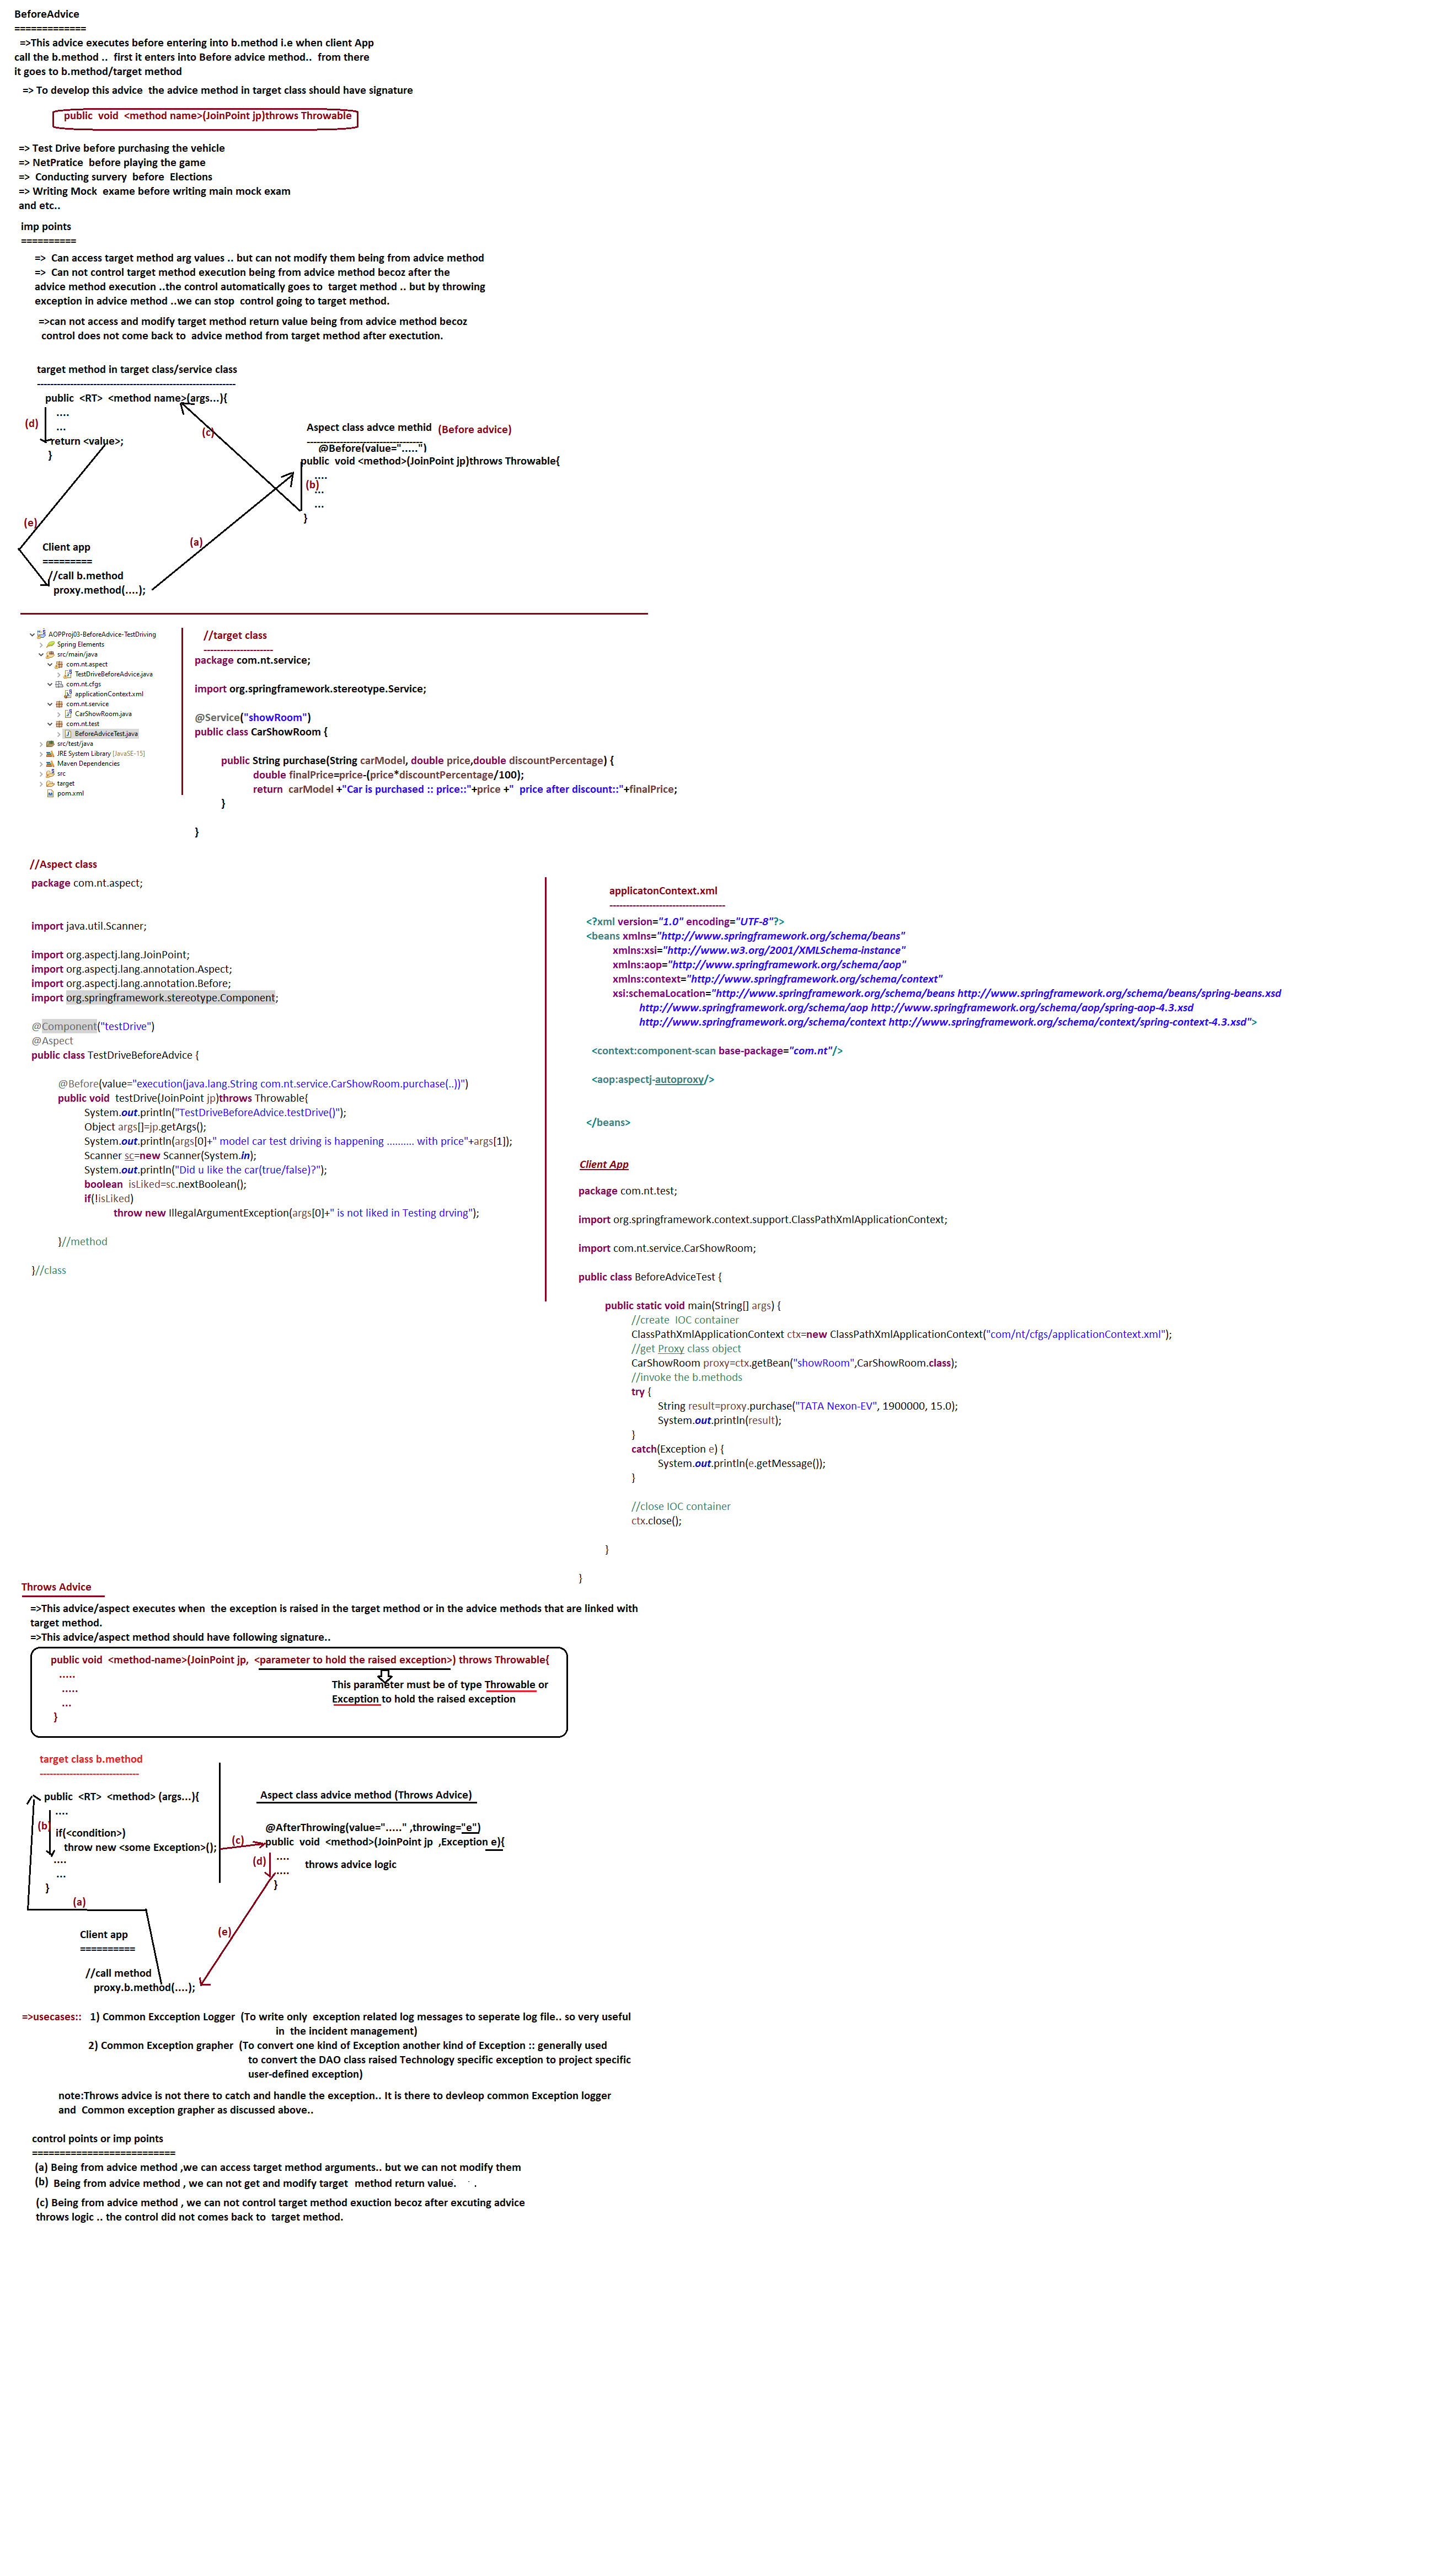 BeforeAdvice
=============
=>This advice executes before entering into b.method i.e when client App
call the b.method ..  first it enters into Before advice method..  from there
it goes to b.method/target method
=> To develop this advice  the advice method in target class should have signature
public  void  <method name>(JoinPoint jp)throws Throwable
=> Test Drive before purchasing the vehicle
=> NetPratice  before playing the game
=>  Conducting survery  before  Elections
=> Writing Mock  exame before writing main mock exam
and etc..
imp points
==========
=>  Can access target method arg values .. but can not modify them being from advice method
=>  Can not control target method execution being from advice method becoz after the
advice method execution ..the control automatically goes to  target method .. but by throwing
exception in advice method ..we can stop  control going to target method.
=>can not access and modify target method return value being from advice method becoz
control does not come back to  advice method from target method after exectution.
target method in target class/service class
------------------------------------------------------------
public  <RT>  <method name>(args...){
....
(d)
...
return <value>;
}
(c)
Aspect class advce methid  (Before advice)
-----------------------------------
@Before(value=".....")
public  void <method>(JoinPoint jp)throws Throwable{
....
(b)
...
...
}
(e)
(a)
Client app
=========
//call b.method
proxy.method(....);
AOPProj03-BeforeAdvice-TestDriving
Spring Elements
src/main/java
com.nt.aspect
TestDriveBeforeAdvice.java
com.nt.cfgs
applicationContext.xml
com.nt.service
CarShowRoom.java
com.nt.test
BeforeAdviceTest.java
src/test/java
JRE System Library [JavaSE-15]
Maven Dependencies
src
target
pom.xml
//target class
---------------------
package com.nt.service;
import org.springframework.stereotype.Service;
@Service("showRoom")
public class CarShowRoom {
public String purchase(String carModel, double price,double discountPercentage) {
double finalPrice=price-(price*discountPercentage/100);
return  carModel +"Car is purchased :: price::"+price +"  price after discount::"+finalPrice;
}
}
//Aspect class
package com.nt.aspect;
import java.util.Scanner;
import org.aspectj.lang.JoinPoint;
import org.aspectj.lang.annotation.Aspect;
import org.aspectj.lang.annotation.Before;
import org.springframework.stereotype.Component;
@Component("testDrive")
@Aspect
public class TestDriveBeforeAdvice {
@Before(value="execution(java.lang.String com.nt.service.CarShowRoom.purchase(..))")
public void  testDrive(JoinPoint jp)throws Throwable{
System.out.println("TestDriveBeforeAdvice.testDrive()");
Object args[]=jp.getArgs();
System.out.println(args[0]+" model car test driving is happening .......... with price"+args[1]);
Scanner sc=new Scanner(System.in);
System.out.println("Did u like the car(true/false)?");
boolean  isLiked=sc.nextBoolean();
if(!isLiked)
throw new IllegalArgumentException(args[0]+" is not liked in Testing drving");
}//method
}//class
applicatonContext.xml
-----------------------------------
<?xml version="1.0" encoding="UTF-8"?>
<beans xmlns="http://www.springframework.org/schema/beans"
xmlns:xsi="http://www.w3.org/2001/XMLSchema-instance"
xmlns:aop="http://www.springframework.org/schema/aop"
xmlns:context="http://www.springframework.org/schema/context"
xsi:schemaLocation="http://www.springframework.org/schema/beans http://www.springframework.org/schema/beans/spring-beans.xsd
http://www.springframework.org/schema/aop http://www.springframework.org/schema/aop/spring-aop-4.3.xsd
http://www.springframework.org/schema/context http://www.springframework.org/schema/context/spring-context-4.3.xsd">
<context:component-scan base-package="com.nt"/>
<aop:aspectj-autoproxy/>
</beans>
Client App
package com.nt.test;
import org.springframework.context.support.ClassPathXmlApplicationContext;
import com.nt.service.CarShowRoom;
public class BeforeAdviceTest {
public static void main(String[] args) {
//create  IOC container
ClassPathXmlApplicationContext ctx=new ClassPathXmlApplicationContext("com/nt/cfgs/applicationContext.xml");
//get Proxy class object
CarShowRoom proxy=ctx.getBean("showRoom",CarShowRoom.class);
//invoke the b.methods
try {
String result=proxy.purchase("TATA Nexon-EV", 1900000, 15.0);
System.out.println(result);
}
catch(Exception e) {
System.out.println(e.getMessage());
}
//close IOC container
ctx.close();
}
}
Throws Advice
=>This advice/aspect executes when  the exception is raised in the target method or in the advice methods that are linked with
target method.
=>This advice/aspect method should have following signature..
public void  <method-name>(JoinPoint jp,  <parameter to hold the raised exception>) throws Throwable{
.....
.....
...
}
This parameter must be of type Throwable or
Exception to hold the raised exception
target class b.method
------------------------------
public  <RT>  <method> (args...){
....
(b)
if(<condition>)
throw new <some Exception>();
....
...
}
(a)
Aspect class advice method (Throws Advice)
@AfterThrowing(value="....." ,throwing="e")
(c)
public  void  <method>(JoinPoint jp  ,Exception e){
(d)
....
.....
throws advice logic
}
(e)
Client app
==========
//call method
proxy.b.method(....);
=>usecases::   1) Common Excception Logger  (To write only  exception related log messages to seperate log file.. so very useful
in  the incident management)
2) Common Exception grapher  (To convert one kind of Exception another kind of Exception :: generally used
to convert the DAO class raised Technology specific exception to project specific
user-defined exception)
note:Throws advice is not there to catch and handle the exception.. It is there to devleop common Exception logger
and  Common exception grapher as discussed above..
control points or imp points
==========================
(a) Being from advice method ,we can access target method arguments.. but we can not modify them
(b)  Being from advice method , we can not get and modify target  method return value.    .
(c) Being from advice method , we can not control target method exuction becoz after excuting advice
throws logic .. the control did not comes back to  target method.